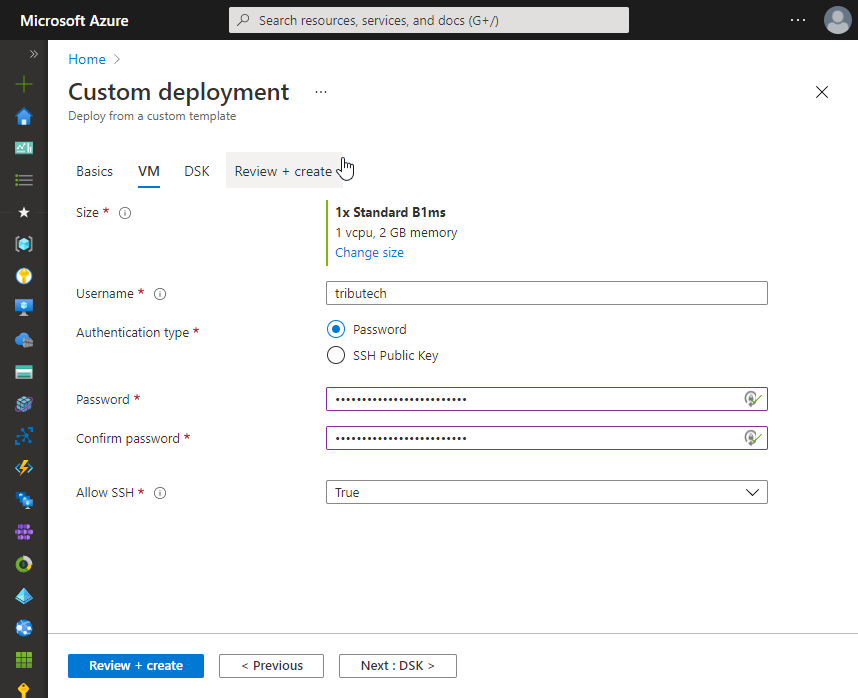 Microsoft Azure
Search resources, services, and docs (G+/)
Home
Custom deployment
Deploy from a custom template
Basics VM DSK Review + create
Size *
1x Standard B1ms
1 vcpu, 2 GB memory
Change size
Username * tributech
Authentication type * Password
SSH Public Key
Password *
Confirm password *
Allow SSH * True
Review + create < Previous Next : DSK >